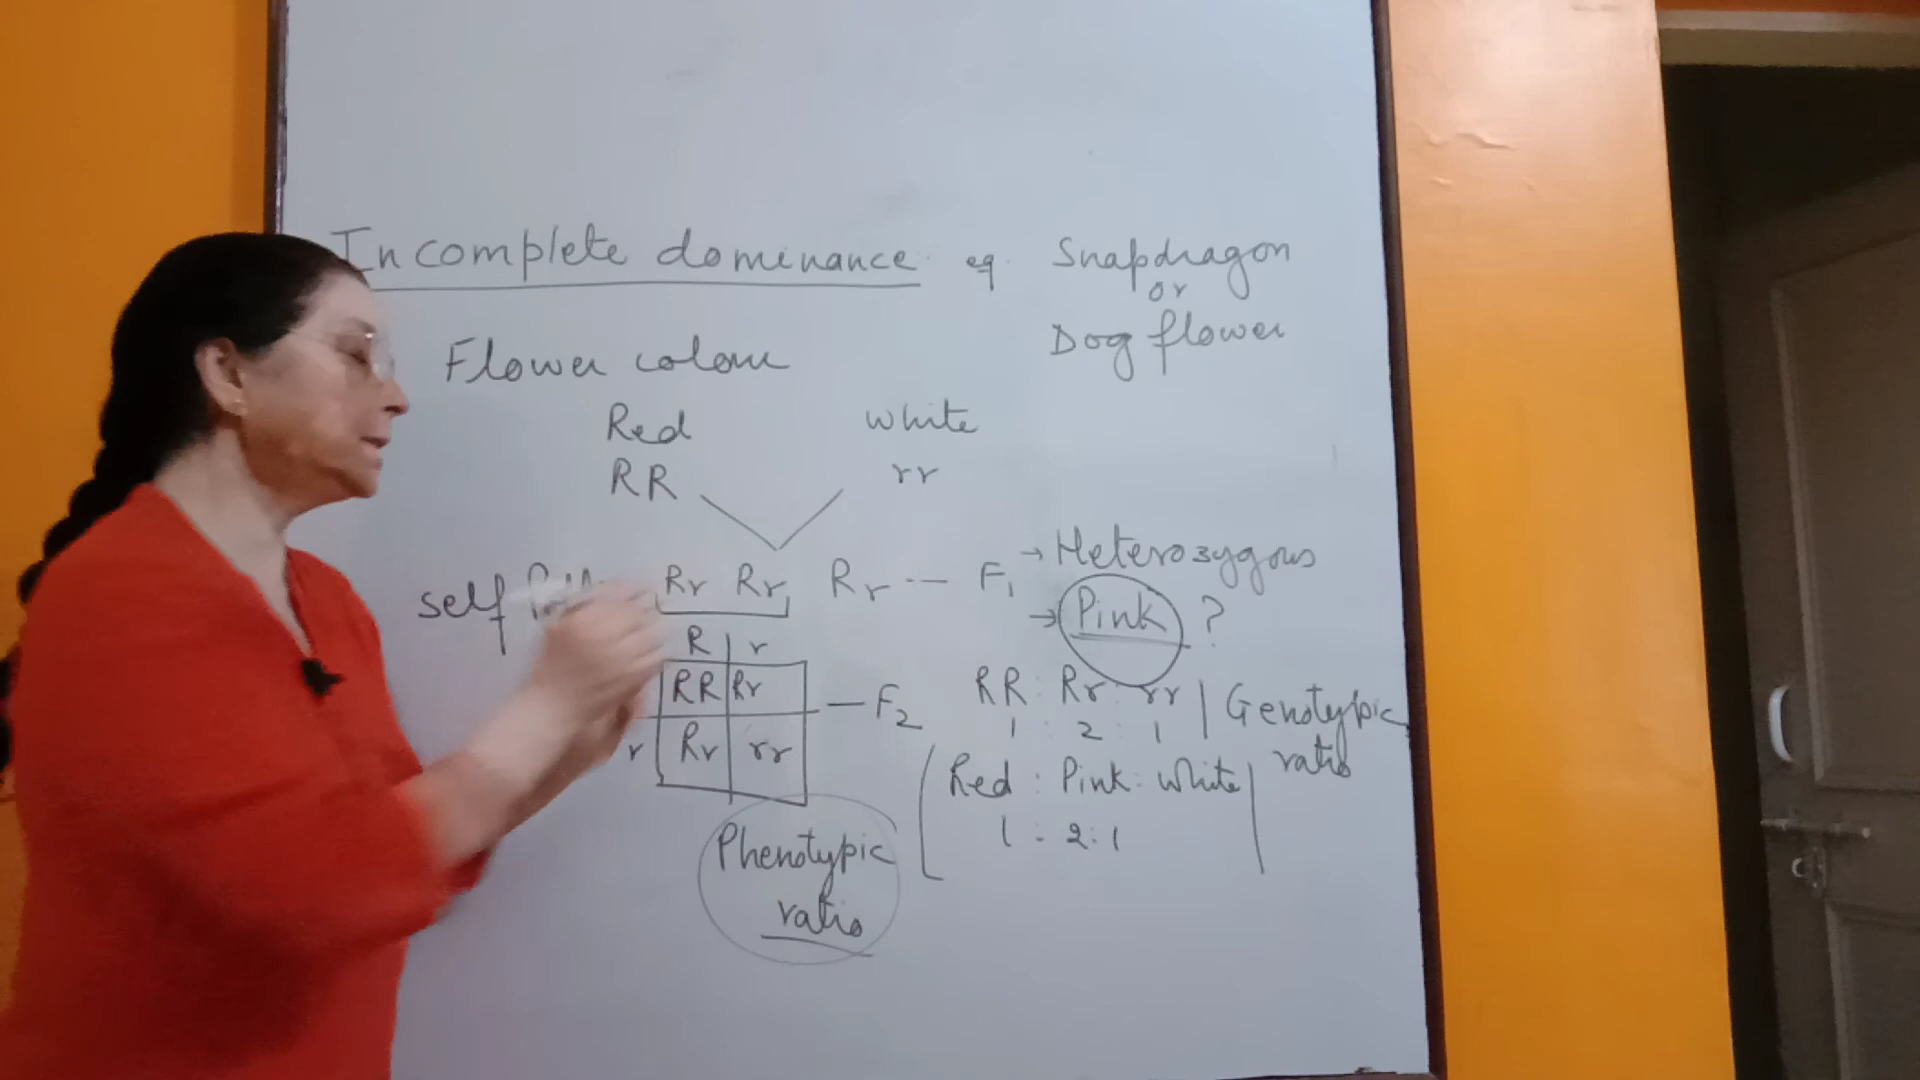 Incomplete dominance eg. Snapdragon
or
Dog flower
Flower colour
Red White
RR rr
self Rr Rr Rr -- F1 → Heterozygous
→ Pink ?
R r
RR Rr — F2 RR : Rr : rr Genotypic
1 : 2 : 1 ratio
r Rr rr
Red : Pink : White
1 : 2 : 1
Phenotypic
ratio